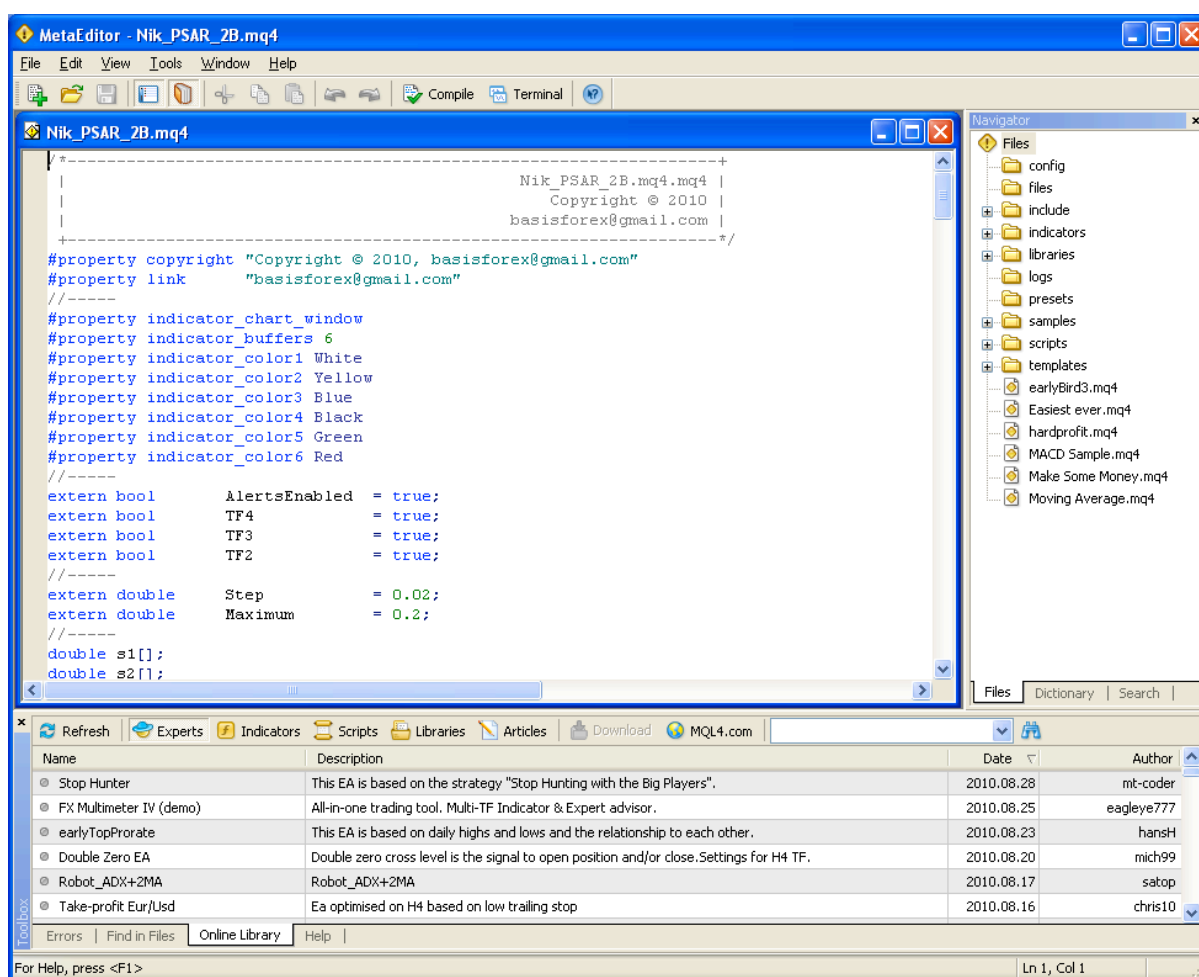 MetaEditor - Nik_PSAR_2B.mq4
File Edit View Tools Window Help
Compile Terminal
Nik_PSAR_2B.mq4
/*------------------------------------------------------------------+
| Nik_PSAR_2B.mq4.mq4 |
| Copyright © 2010 |
| basisforex@gmail.com |
+------------------------------------------------------------------*/
#property copyright "Copyright © 2010, basisforex@gmail.com"
#property link      "basisforex@gmail.com"
//-----
#property indicator_chart_window
#property indicator_buffers 6
#property indicator_color1 White
#property indicator_color2 Yellow
#property indicator_color3 Blue
#property indicator_color4 Black
#property indicator_color5 Green
#property indicator_color6 Red
//-----
extern bool       AlertsEnabled  = true;
extern bool       TF4            = true;
extern bool       TF3            = true;
extern bool       TF2            = true;
//-----
extern double     Step           = 0.02;
extern double     Maximum        = 0.2;
//-----
double s1[];
double s2[];
Navigator
Files
config
files
include
indicators
libraries
logs
presets
samples
scripts
templates
earlyBird3.mq4
Easiest ever.mq4
hardprofit.mq4
MACD Sample.mq4
Make Some Money.mq4
Moving Average.mq4
Files Dictionary | Search |
Refresh Experts Indicators Scripts Libraries Articles Download MQL4.com
Name Description Date Author
Stop Hunter This EA is based on the strategy "Stop Hunting with the Big Players". 2010.08.28 mt-coder
FX Multimeter IV (demo) All-in-one trading tool. Multi-TF Indicator & Expert advisor. 2010.08.25 eagleye777
earlyTopProrate This EA is based on daily highs and lows and the relationship to each other. 2010.08.23 hansH
Double Zero EA Double zero cross level is the signal to open position and/or close.Settings for H4 TF. 2010.08.20 mich99
Robot_ADX+2MA Robot_ADX+2MA 2010.08.17 satop
Take-profit Eur/Usd Ea optimised on H4 based on low trailing stop 2010.08.16 chris10
Toolbox
Errors | Find in Files Online Library Help |
For Help, press <F1> Ln 1, Col 1